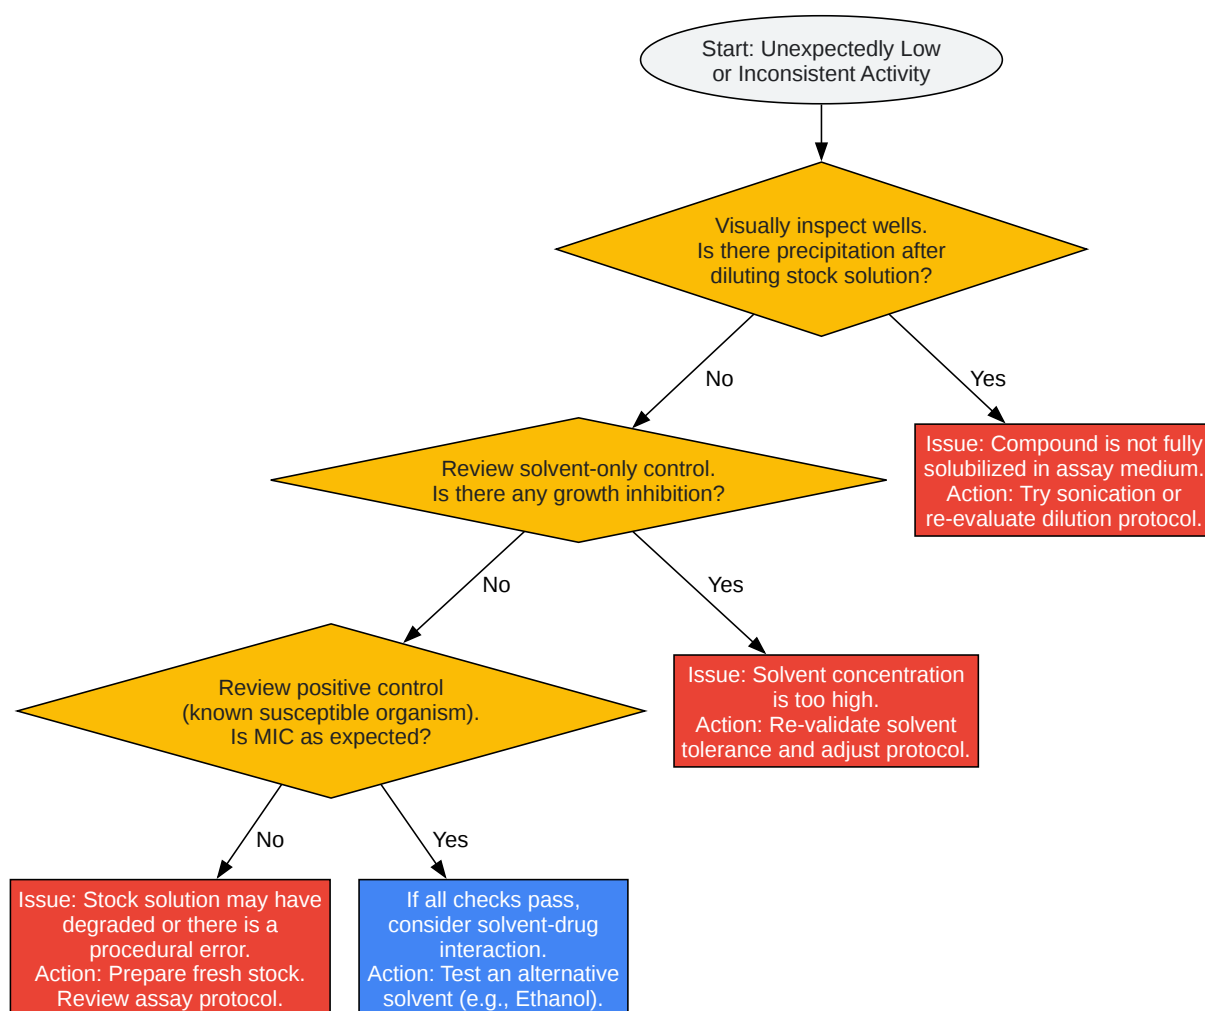 Start: Unexpectedly Low
or Inconsistent Activity
Visually inspect wells.
Is there precipitation after
diluting stock solution?
No
Yes
Review solvent-only control.
Is there any growth inhibition?
Issue: Compound is not fully
solubilized in assay medium.
Action: Try sonication or
re-evaluate dilution protocol.
No
Yes
Review positive control
(known susceptible organism).
Is MIC as expected?
Issue: Solvent concentration
is too high.
Action: Re-validate solvent
tolerance and adjust protocol.
No
Yes
Issue: Stock solution may have
degraded or there is a
procedural error.
Action: Prepare fresh stock.
Review assay protocol.
If all checks pass,
consider solvent-drug
interaction.
Action: Test an alternative
solvent (e.g., Ethanol).